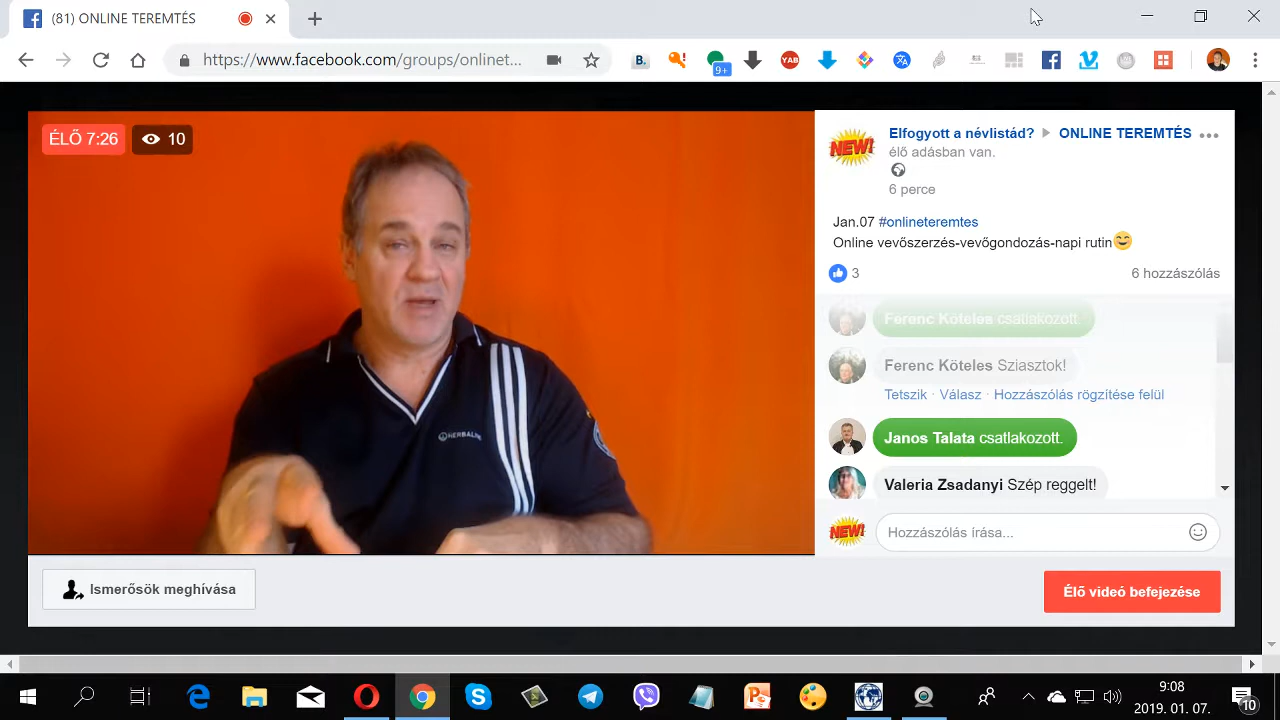 (81) ONLINE TEREMTÉS
https://www.facebook.com/groups/onlinet...
B.
9+
YAB
ÉLŐ 7:26
10
HERBALIFE
NEW!
Elfogyott a névlistád? ONLINE TEREMTÉS
élő adásban van.
6 perce
Jan.07 #onlineteremtes
Online vevőszerzés-vevőgondozás-napi rutin
3
6 hozzászólás
Ferenc Köteles csatlakozott.
Ferenc Köteles Sziasztok!
Tetszik · Válasz · Hozzászólás rögzítése felül
Janos Talata csatlakozott.
Valeria Zsadanyi Szép reggelt!
NEW!
Hozzászólás írása...
Ismerősök meghívása
Élő videó befejezése
9:08
2019. 01. 07.
10